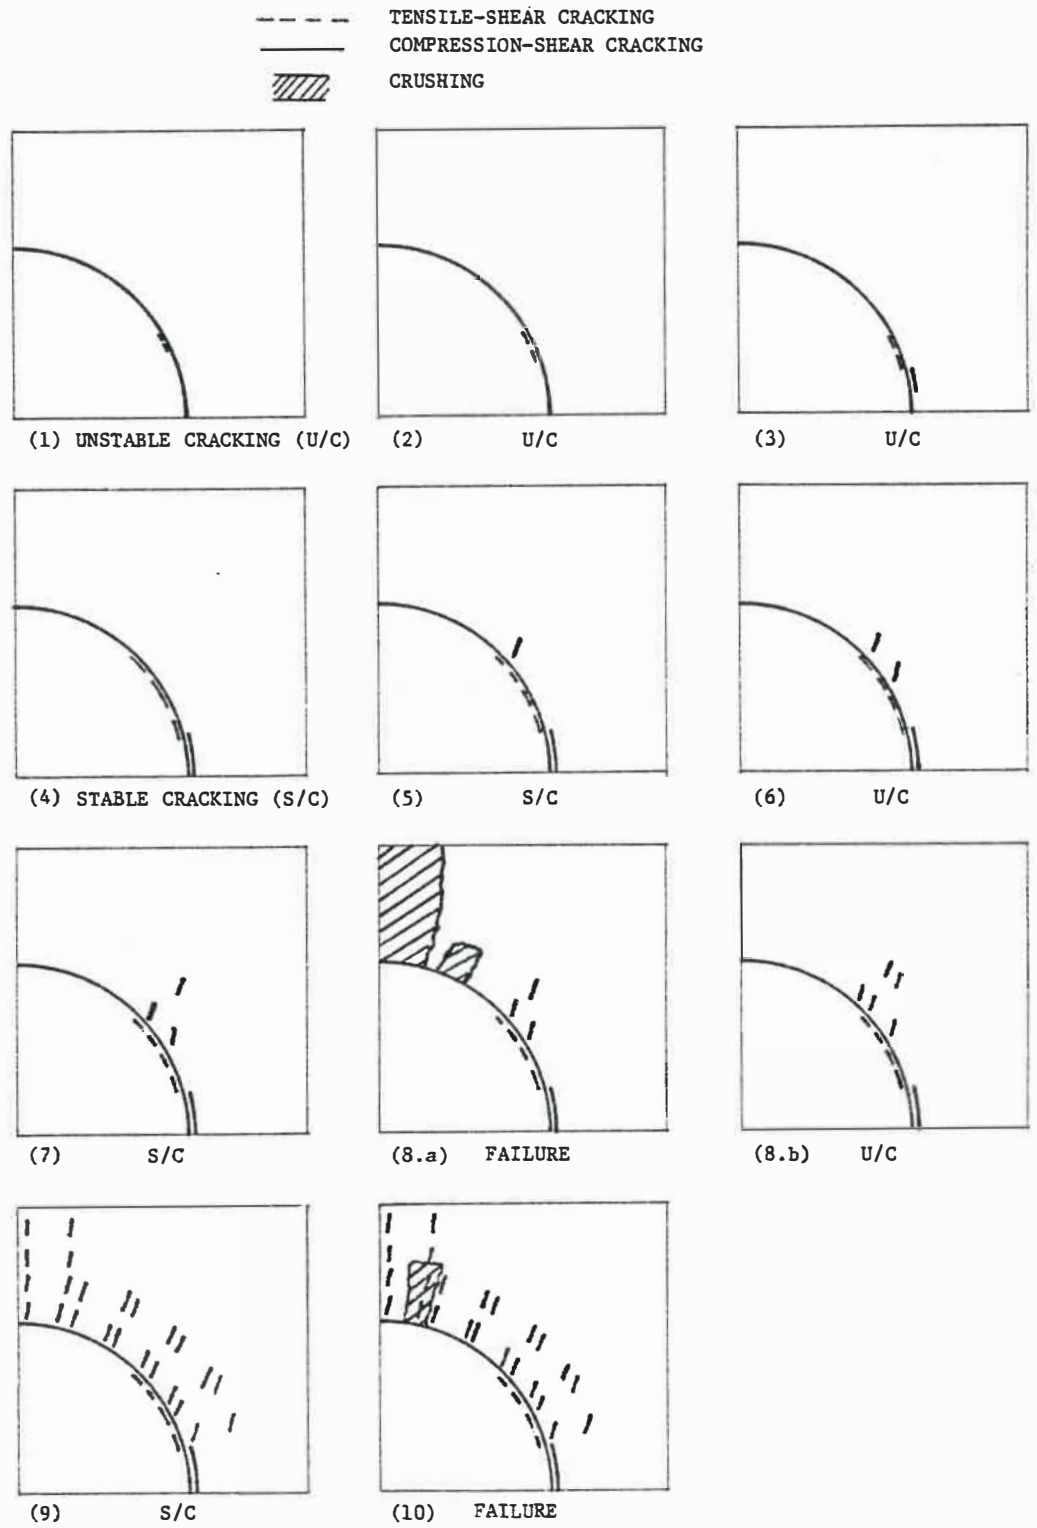 TENSILE-SHEAR CRACKING
COMPRESSION-SHEAR CRACKING
CRUSHING
(1) UNSTABLE CRACKING (U/C)
(2) U/C
(3) U/C
(4) STABLE CRACKING (S/C)
(5) S/C
(6) U/C
(7) S/C
(8.a) FAILURE
(8.b) U/C
(9) S/C
(10) FAILURE